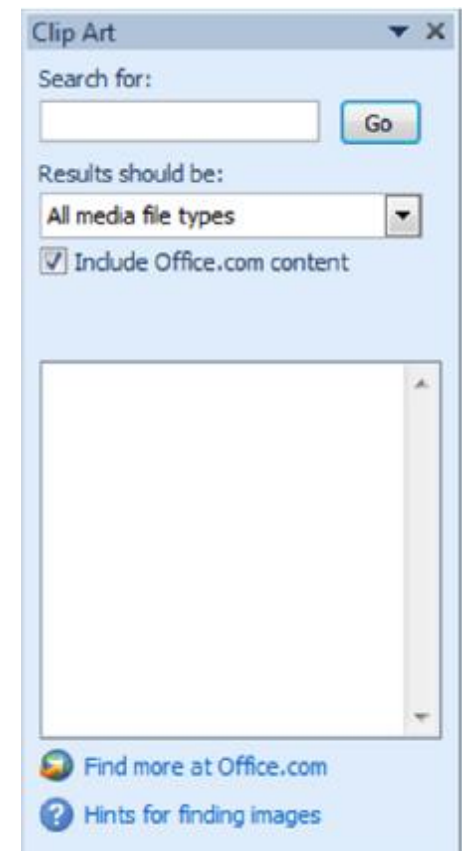 Clip Art
Search for:
Go
Results should be:
All media file types
Include Office.com content
Find more at Office.com
Hints for finding images